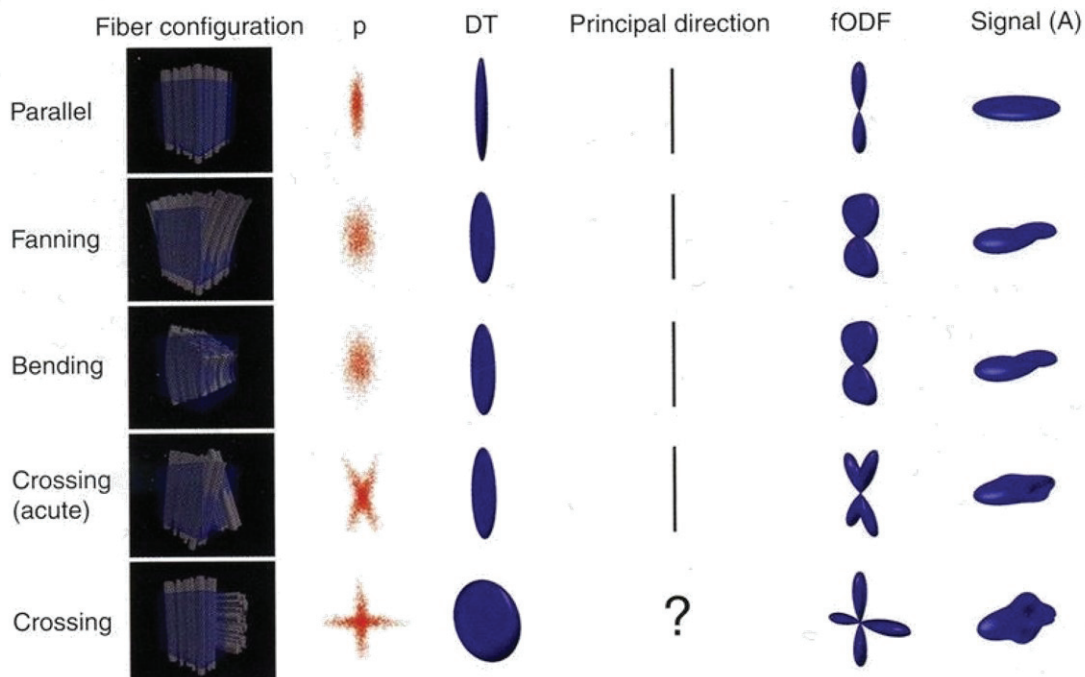 Fiber configuration p DT Principal direction fODF Signal (A)
Parallel
Fanning
Bending
Crossing
(acute)
Crossing ?